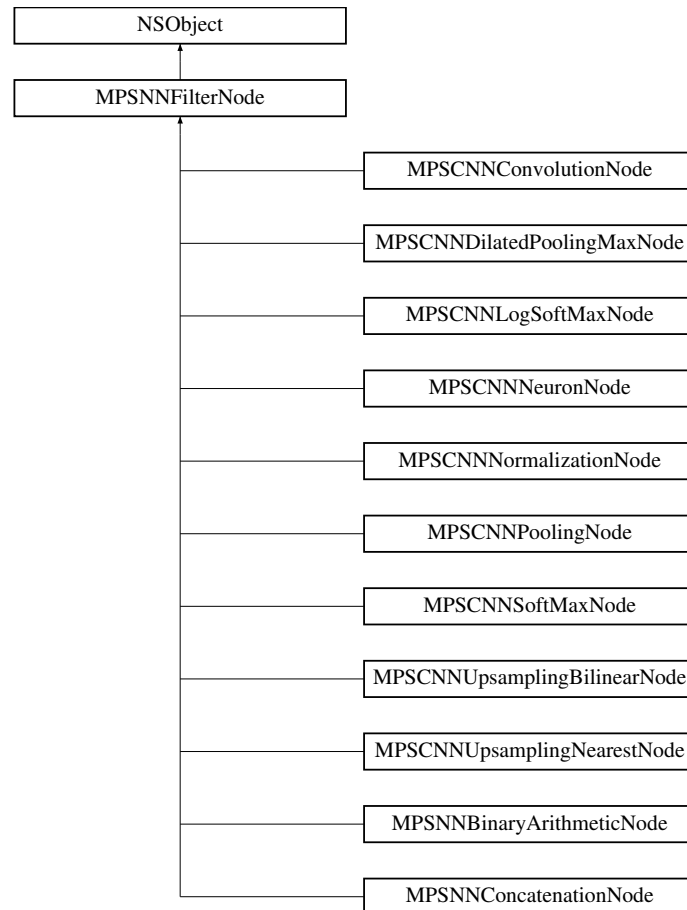 NSObject
MPSNNFilterNode
MPSCNNConvolutionNode
MPSCNNDilatedPoolingMaxNode
MPSCNNLogSoftMaxNode
MPSCNNNeuronNode
MPSCNNNormalizationNode
MPSCNNPoolingNode
MPSCNNSoftMaxNode
MPSCNNUpsamplingBilinearNode
MPSCNNUpsamplingNearestNode
MPSNNBinaryArithmeticNode
MPSNNConcatenationNode